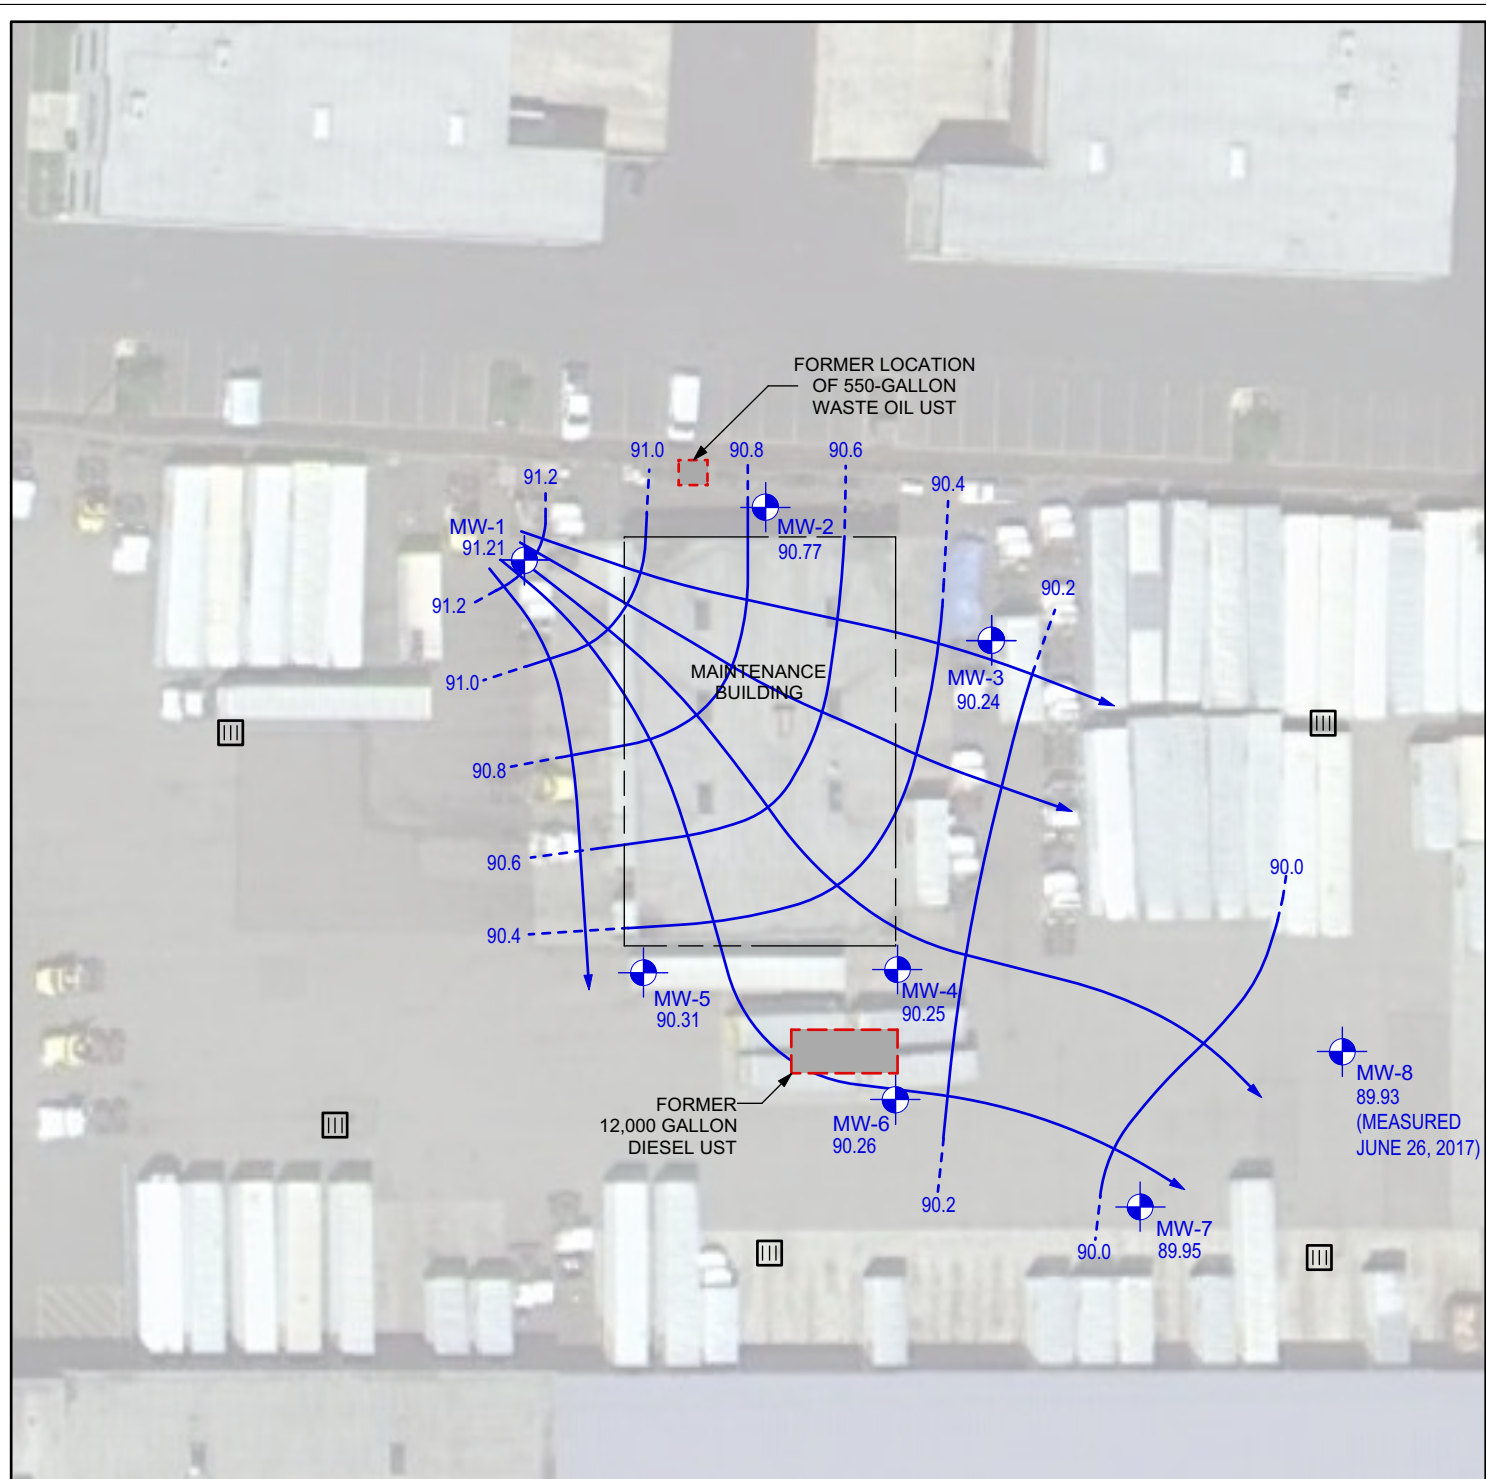 FORMER LOCATION
OF 550-GALLON
WASTE OIL UST
91.2
91.0
90.8
90.6
90.4
MW-1
91.21
MW-2
90.77
91.2
90.2
MAINTENANCE
BUILDING
MW-3
90.24
91.0
90.8
90.6
90.0
90.4
MW-5
90.31
MW-4
90.25
MW-8
89.93
(MEASURED
JUNE 26, 2017)
FORMER
12,000 GALLON
DIESEL UST
MW-6
90.26
90.2
MW-7
89.95
90.0